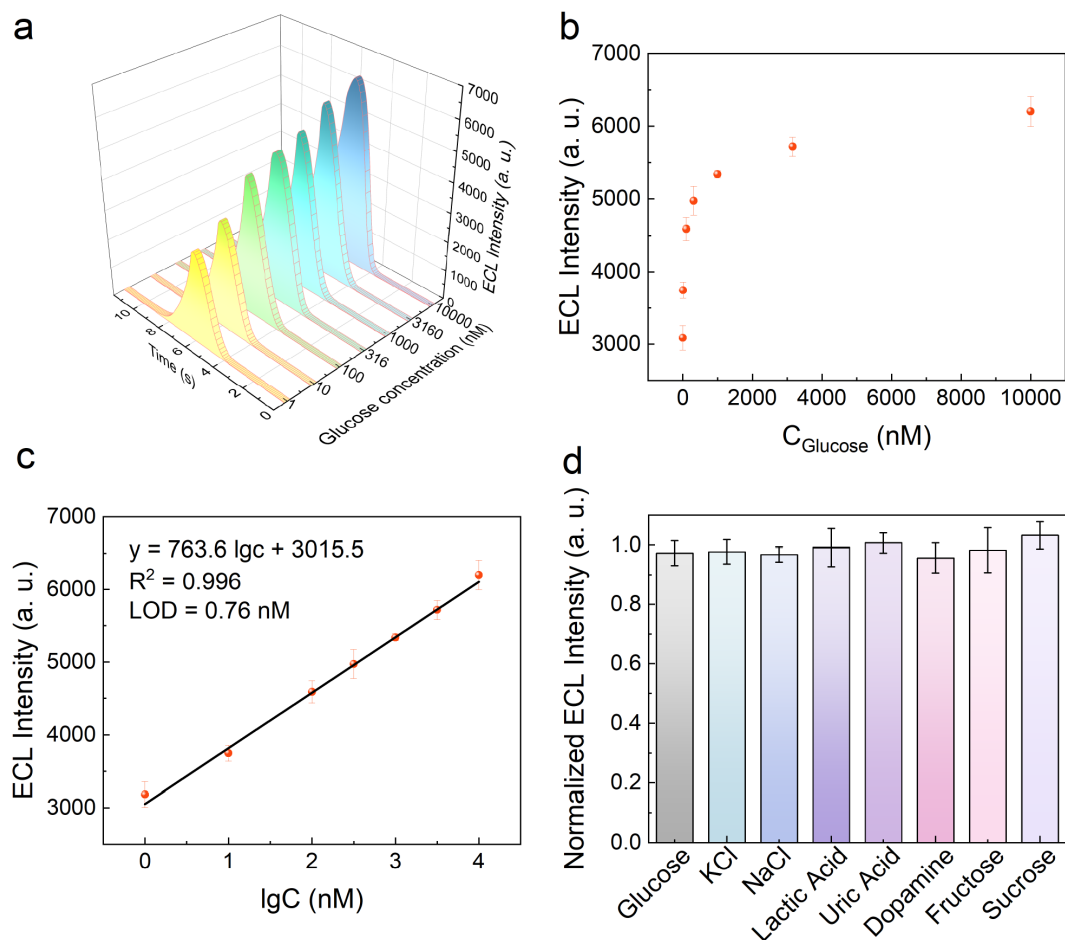 a
7000
6000
5000
4000
3000
2000
1000
0
ECL Intensity (a. u.)
10
8
6
4
2
0
Time (s)
1
10
100
316
1000
3160
10000
Glucose concentration (nM)
b
7000
6000
5000
4000
3000
ECL Intensity (a. u.)
0 2000 4000 6000 8000 10000
C_Glucose (nM)
c
7000
6000
5000
4000
3000
ECL Intensity (a. u.)
y = 763.6 lgc + 3015.5
R² = 0.996
LOD = 0.76 nM
0 1 2 3 4
lgC (nM)
d
Normalized ECL Intensity (a. u.)
1.0
0.8
0.6
0.4
0.2
0.0
Glucose
KCl
NaCl
Lactic Acid
Uric Acid
Dopamine
Fructose
Sucrose